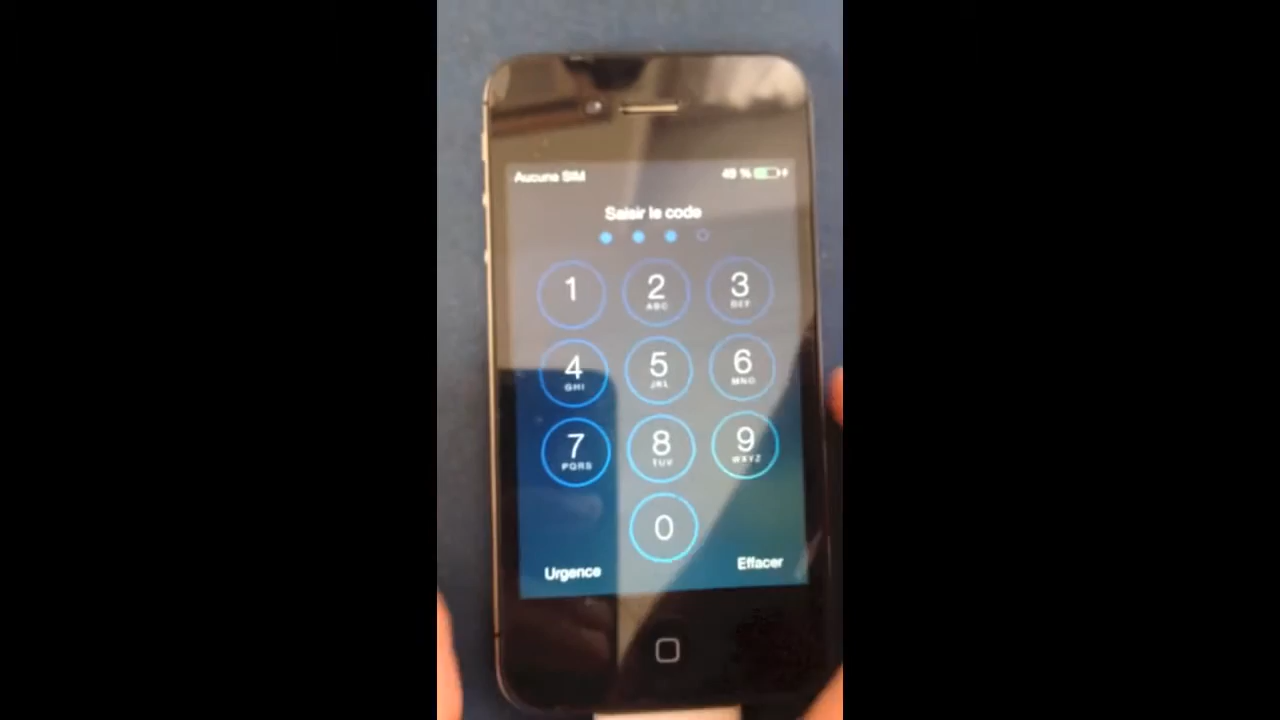 Aucune SIM 49 %
Saisir le code
1 2 3
ABC DEF
4 5 6
GHI JKL MNO
7 8 9
PQRS TUV WXYZ
0
Urgence Effacer